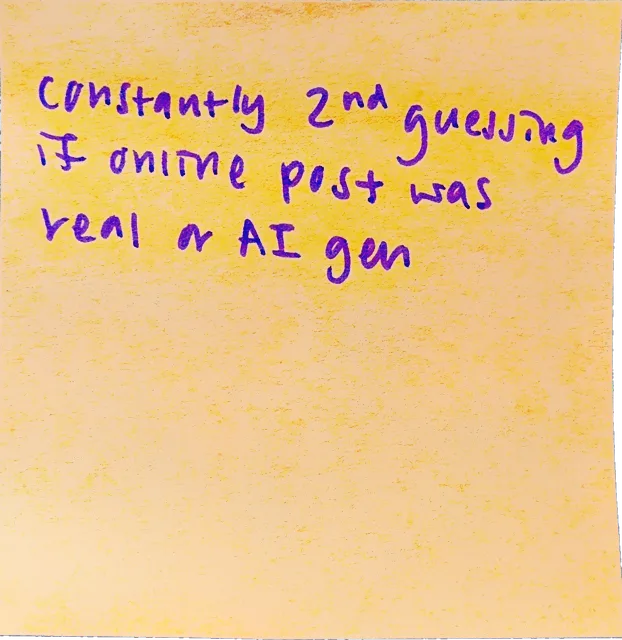 constantly 2nd guessing
if online post was
real or AI gen